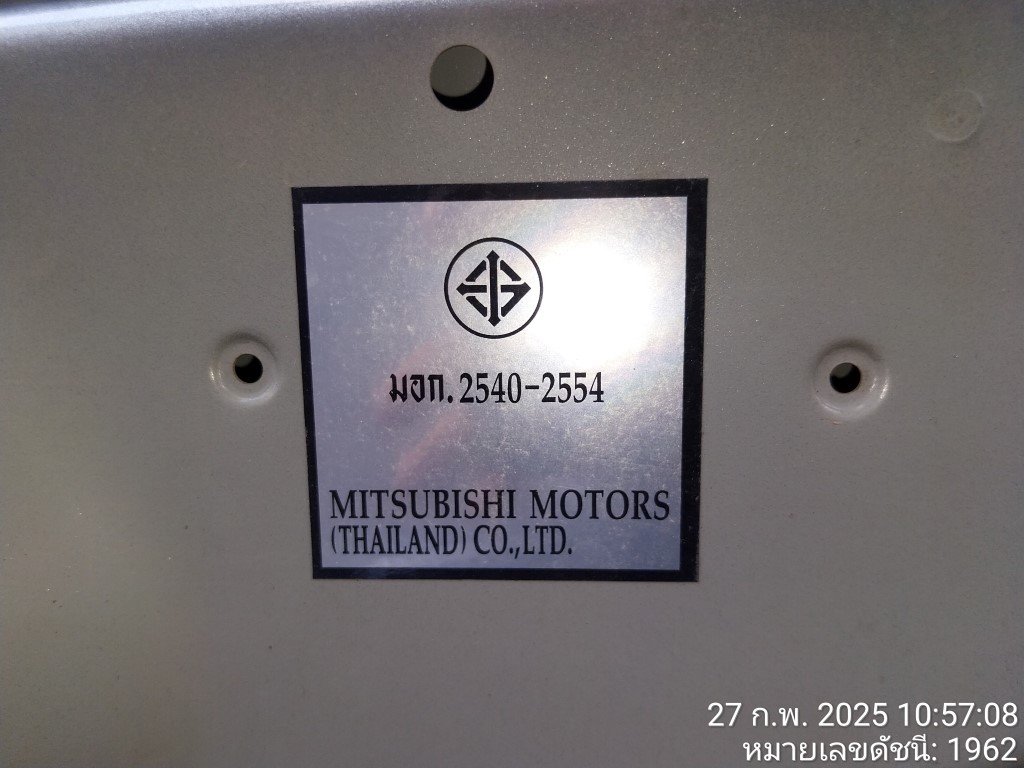 มอก.2540-2554
MITSUBISHI MOTORS
(THAILAND) CO.,LTD.
27 ก.พ. 2025 10:57:08
หมายเลขดัชนี: 1962